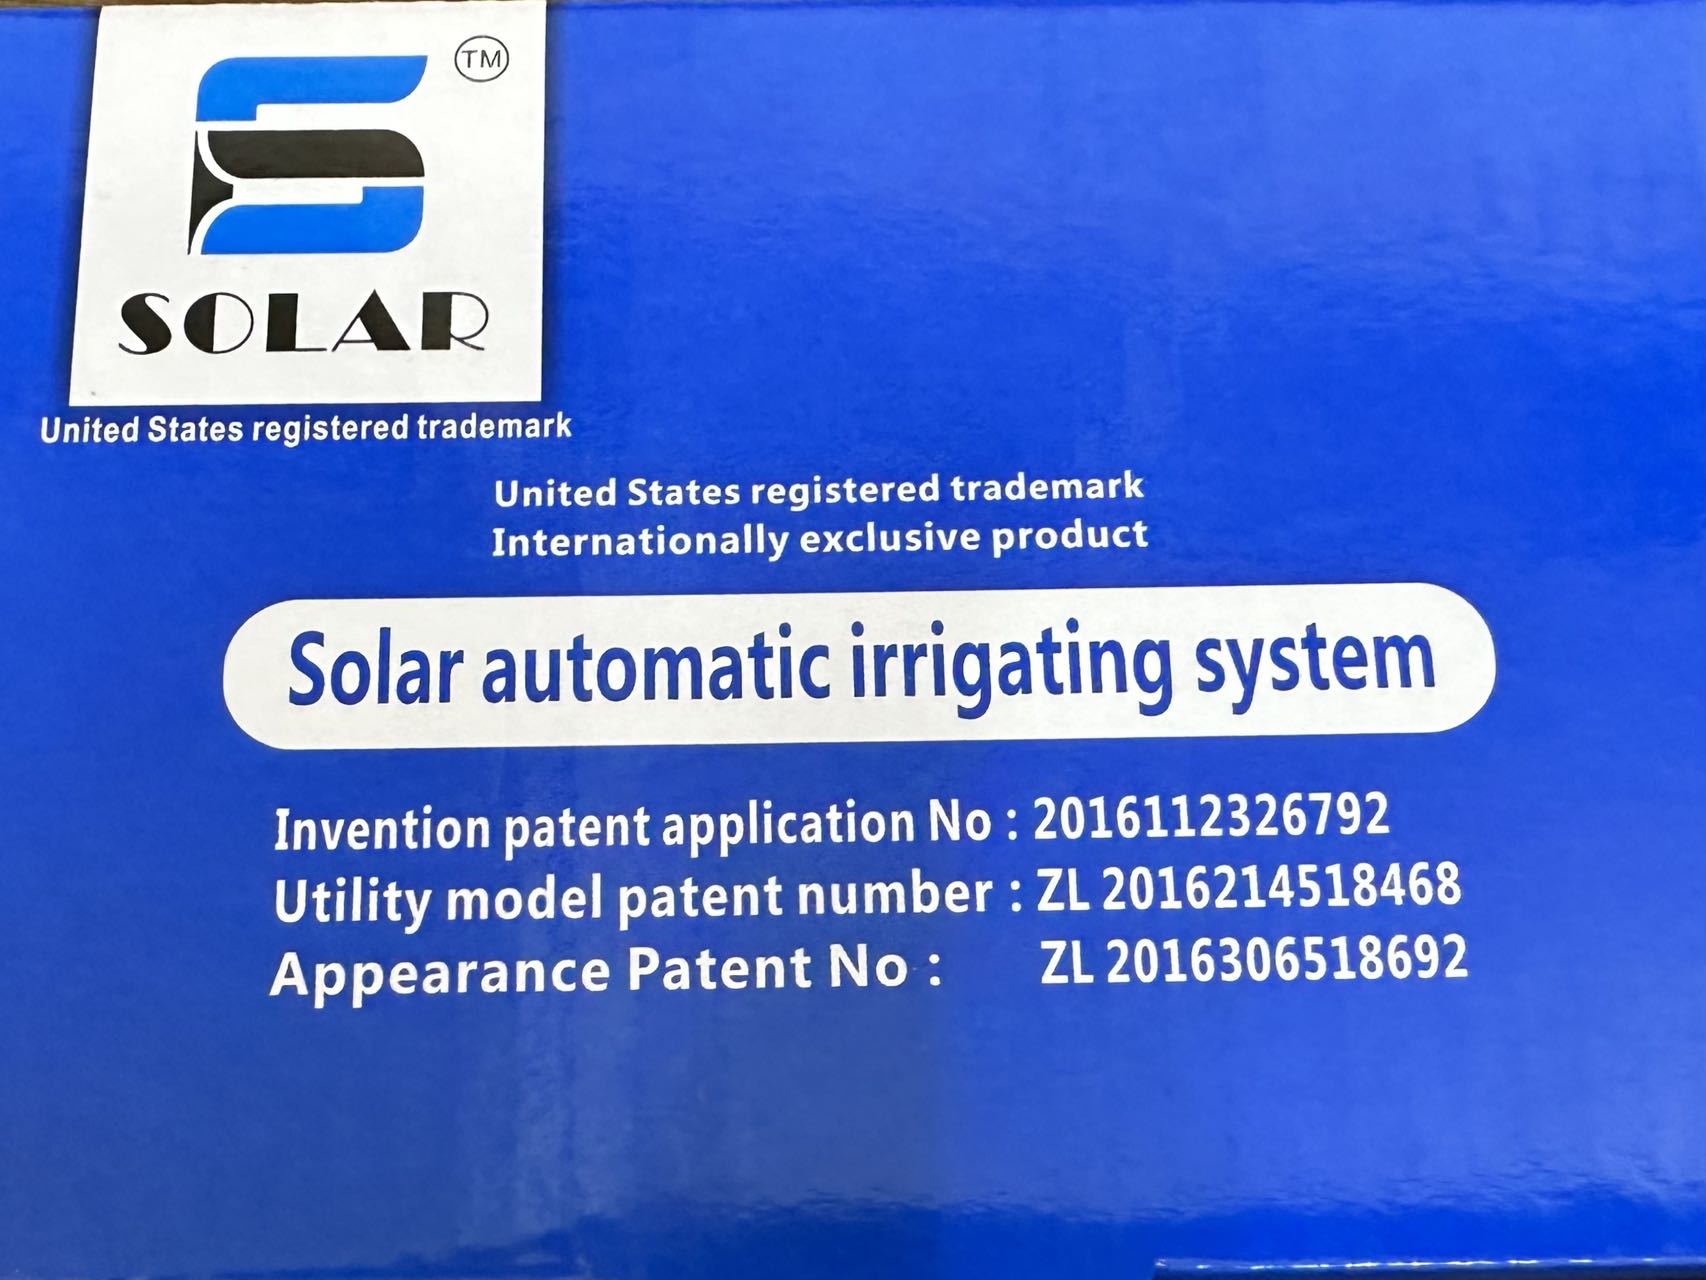 TM
SOLAR
United States registered trademark
United States registered trademark
Internationally exclusive product
Solar automatic irrigating system
Invention patent application No : 2016112326792
Utility model patent number : ZL 2016214518468
Appearance Patent No : ZL 2016306518692